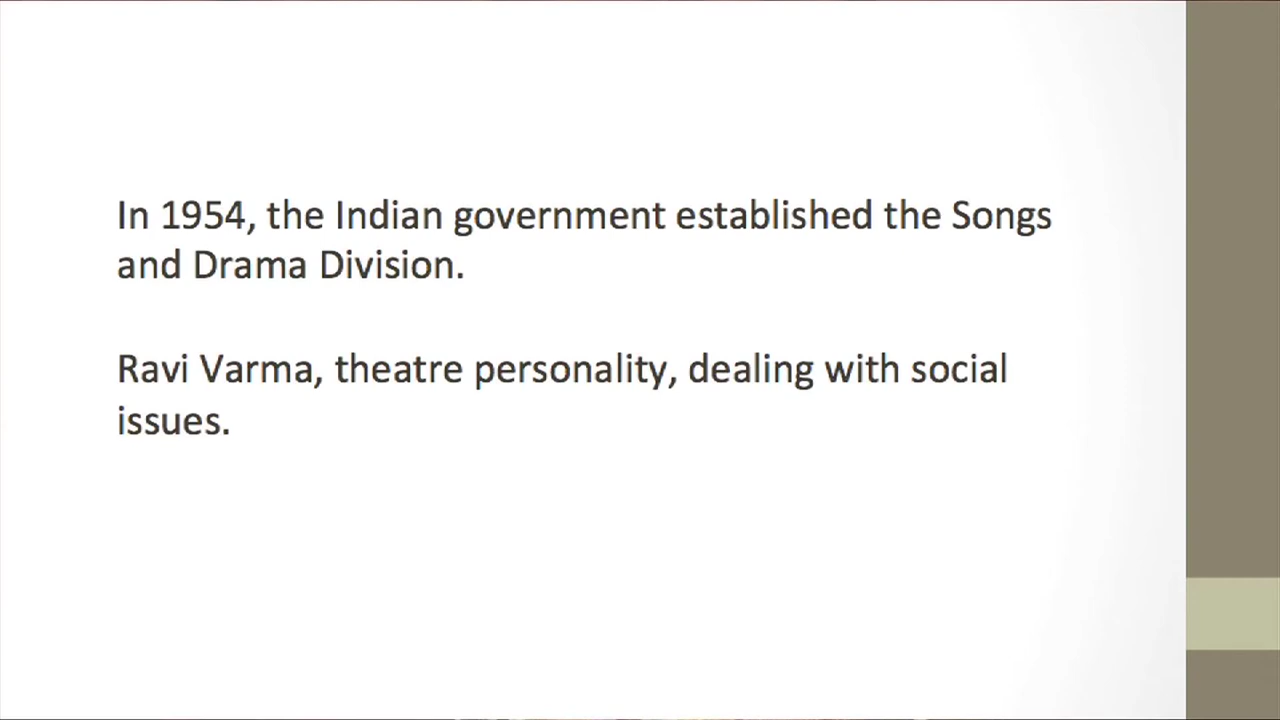 In 1954, the Indian government established the Songs
and Drama Division.
Ravi Varma, theatre personality, dealing with social
issues.